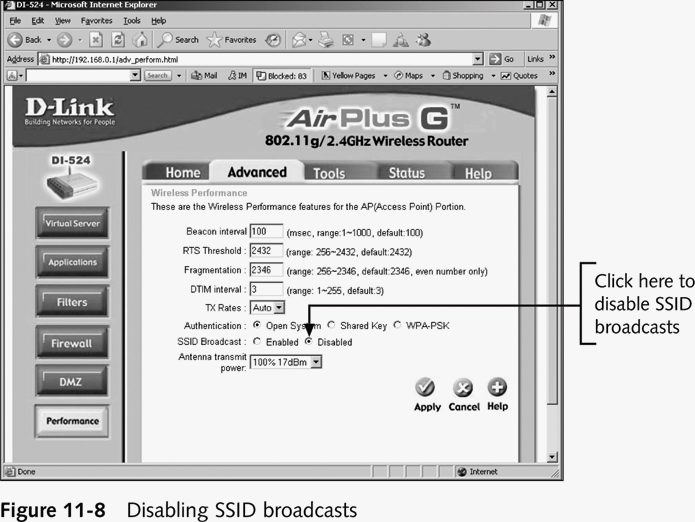 DI-524 - Microsoft Internet Explorer
File Edit View Favorites Tools Help
Back Search Favorites
Address http://192.168.0.1/adv_perform.html Go Links »
Search Mail IM Blocked: 83 Yellow Pages Maps Shopping Quotes »
D-Link
Building Networks for People
AirPlus G™
802.11g/2.4GHz Wireless Router
DI-524
Home Advanced Tools Status Help
Virtual Server
Applications
Filters
Firewall
DMZ
Performance
Wireless Performance
These are the Wireless Performance features for the AP(Access Point) Portion.
Beacon interval 100 (msec, range:1~1000, default:100)
RTS Threshold : 2432 (range: 256~2432, default:2432)
Fragmentation : 2346 (range: 256~2346, default:2346, even number only)
DTIM interval : 3 (range: 1~255, default:3)
TX Rates : Auto
Authentication : Open System Shared Key WPA-PSK
SSID Broadcast : Enabled Disabled
Antenna transmit
power: 100% 17dBm
Apply Cancel Help
Done Internet
Click here to
disable SSID
broadcasts
Figure 11-8 Disabling SSID broadcasts